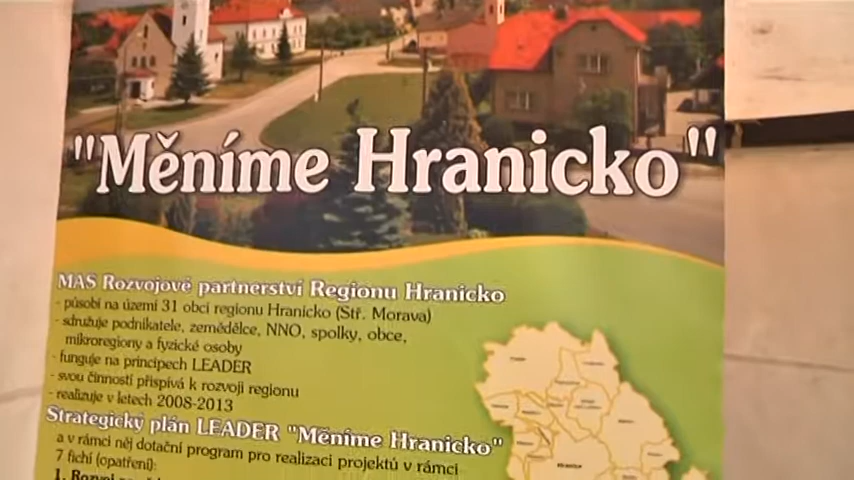 "Měníme Hranicko"
MAS Rozvojové partnerství Regionu Hranicko
- působí na území 31 obcí regionu Hranicko (Stř. Morava)
- sdružuje podnikatele, zemědělce, NNO, spolky, obce,
mikroregiony a fyzické osoby
- funguje na principech LEADER
- svou činností přispívá k rozvoji regionu
- realizuje v letech 2008-2013
Strategický plán LEADER "Měníme Hranicko"
a v rámci něj dotační program pro realizaci projektů v rámci
7 fichí (opatření):
1. Rozvoj